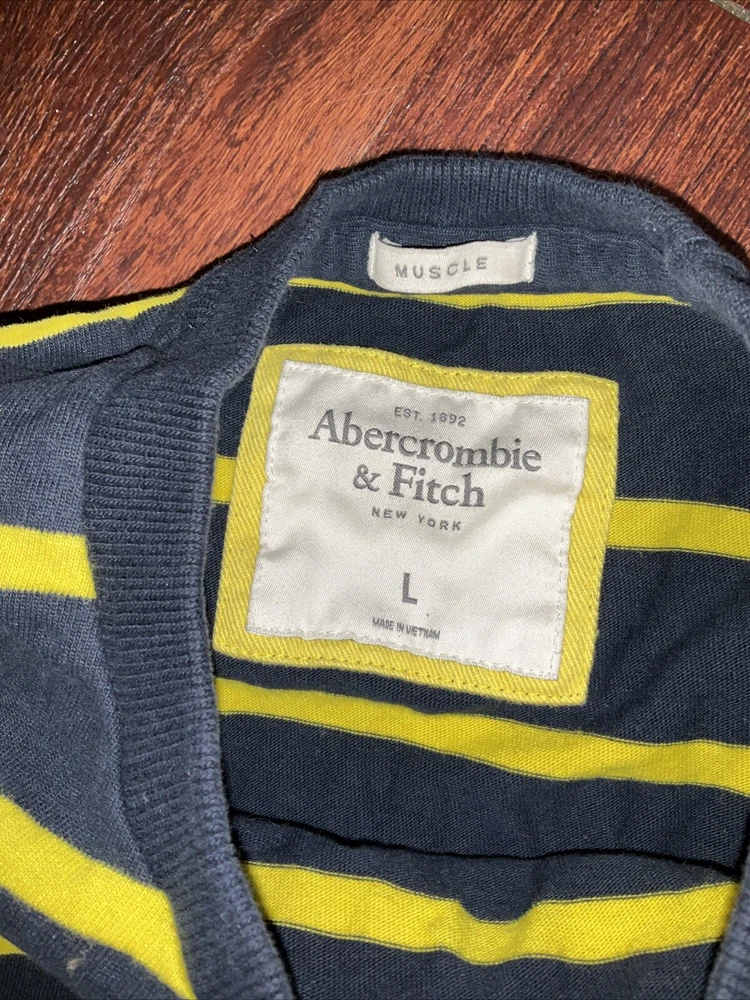 MUSCLE
EST. 1892
Abercrombie
& Fitch
NEW YORK
L
MADE IN VIETNAM